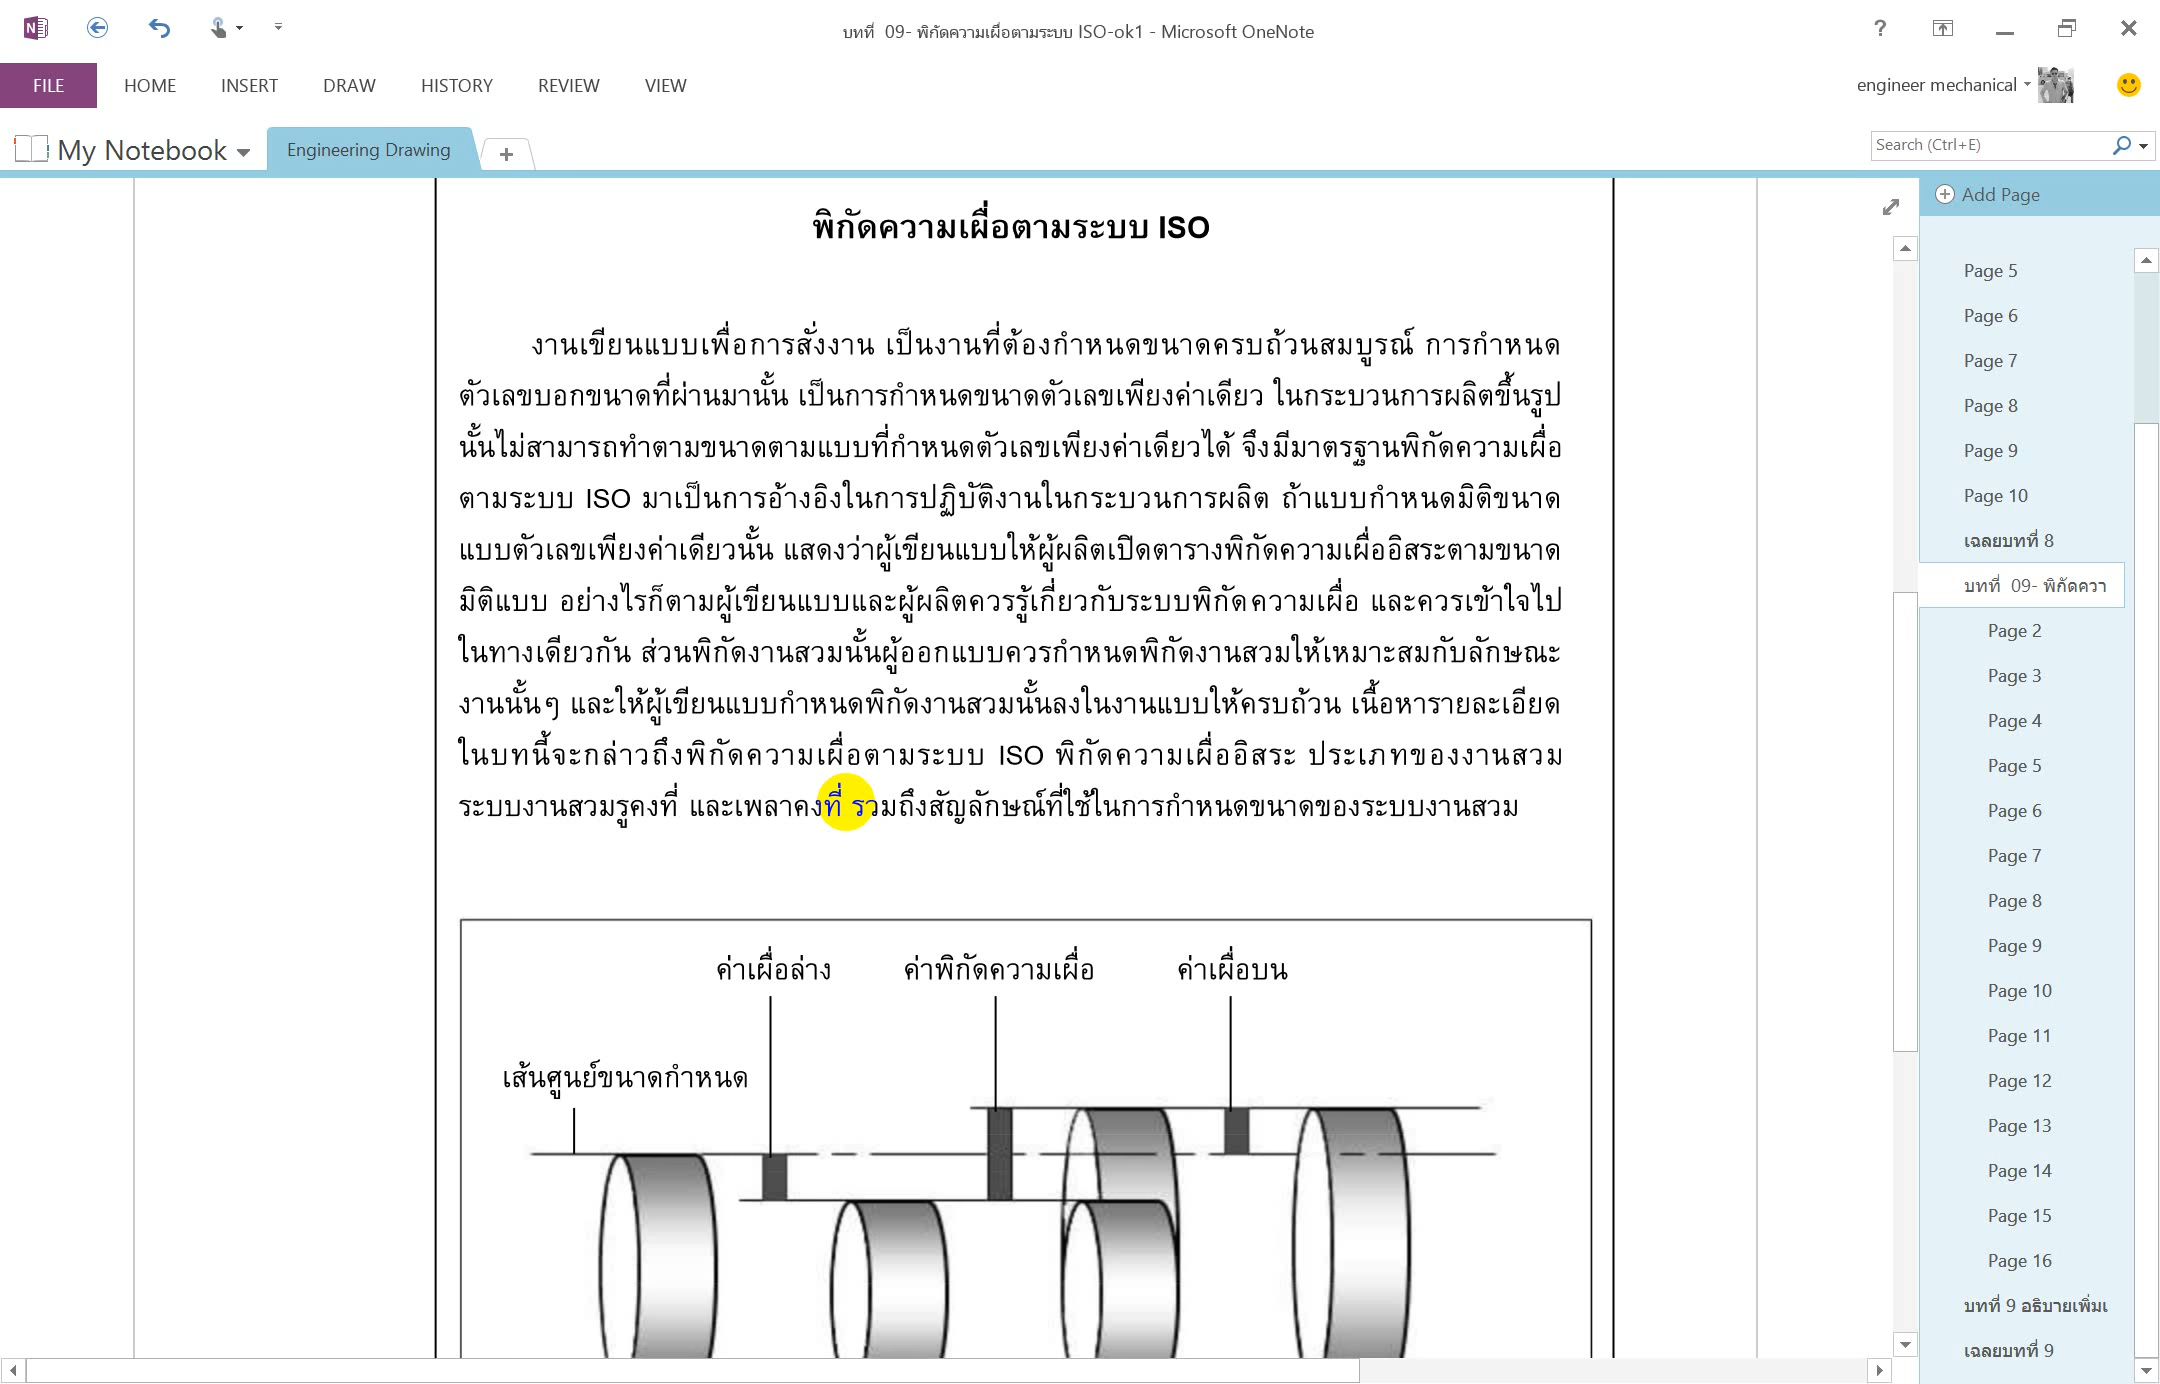 บทที่ 09- พิกัดความเผื่อตามระบบ ISO-ok1 - Microsoft OneNote
FILE HOME INSERT DRAW HISTORY REVIEW VIEW
engineer mechanical
My Notebook
Engineering Drawing
Search (Ctrl+E)
พิกัดความเผื่อตามระบบ ISO
งานเขียนแบบเพื่อการสั่งงาน เป็นงานที่ต้องกำหนดขนาดครบถ้วนสมบูรณ์ การกำหนด
ตัวเลขบอกขนาดที่ผ่านมานั้น เป็นการกำหนดขนาดตัวเลขเพียงค่าเดียว ในกระบวนการผลิตขึ้นรูป
นั้นไม่สามารถทำตามขนาดตามแบบที่กำหนดตัวเลขเพียงค่าเดียวได้ จึงมีมาตรฐานพิกัดความเผื่อ
ตามระบบ ISO มาเป็นการอ้างอิงในการปฏิบัติงานในกระบวนการผลิต ถ้าแบบกำหนดมิติขนาด
แบบตัวเลขเพียงค่าเดียวนั้น แสดงว่าผู้เขียนแบบให้ผู้ผลิตเปิดตารางพิกัดความเผื่ออิสระตามขนาด
มิติแบบ อย่างไรก็ตามผู้เขียนแบบและผู้ผลิตควรรู้เกี่ยวกับระบบพิกัดความเผื่อ และควรเข้าใจไป
ในทางเดียวกัน ส่วนพิกัดงานสวมนั้นผู้ออกแบบควรกำหนดพิกัดงานสวมให้เหมาะสมกับลักษณะ
งานนั้นๆ และให้ผู้เขียนแบบกำหนดพิกัดงานสวมนั้นลงในงานแบบให้ครบถ้วน เนื้อหารายละเอียด
ในบทนี้จะกล่าวถึงพิกัดความเผื่อตามระบบ ISO พิกัดความเผื่ออิสระ ประเภทของงานสวม
ระบบงานสวมรูคงที่ และเพลาคงที่ รวมถึงสัญลักษณ์ที่ใช้ในการกำหนดขนาดของระบบงานสวม
ค่าเผื่อล่าง
ค่าพิกัดความเผื่อ
ค่าเผื่อบน
เส้นศูนย์ขนาดกำหนด
Add Page
Page 5
Page 6
Page 7
Page 8
Page 9
Page 10
เฉลยบทที่ 8
บทที่ 09- พิกัดควา
Page 2
Page 3
Page 4
Page 5
Page 6
Page 7
Page 8
Page 9
Page 10
Page 11
Page 12
Page 13
Page 14
Page 15
Page 16
บทที่ 9 อธิบายเพิ่มเ
เฉลยบทที่ 9